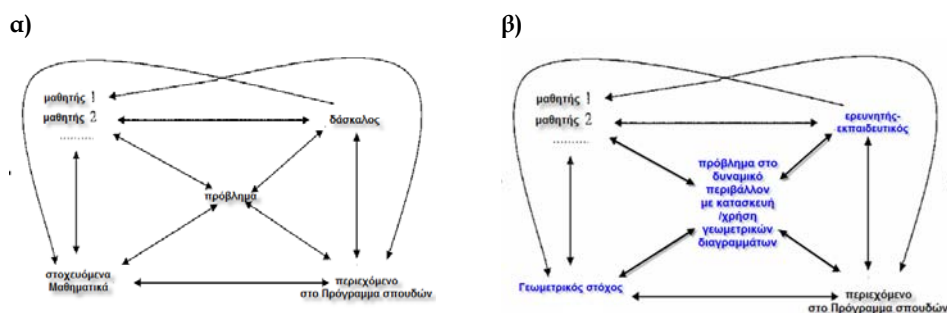 α)
μαθητής 1
μαθητής 2
............
δάσκαλος
πρόβλημα
στοχευόμενα
Μαθηματικά
περιεχόμενο
στο Πρόγραμμα σπουδών
β)
μαθητής 1
μαθητής 2
............
ερευνητής-
εκπαιδευτικός
πρόβλημα στο
δυναμικό
περιβάλλον
με κατασκευή
/χρήση
γεωμετρικών
διαγραμμάτων
Γεωμετρικός στόχος
περιεχόμενο
στο Πρόγραμμα σπουδών